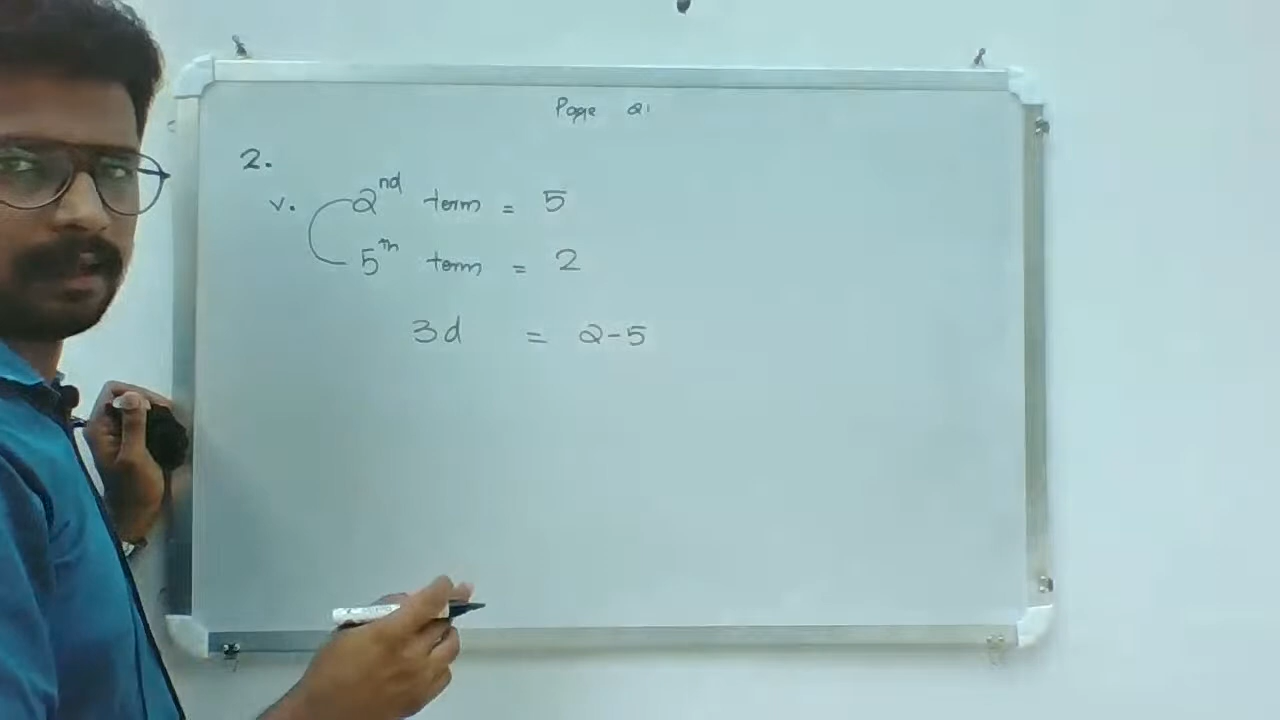 Page 21
2.
v. 2nd term = 5
5th term = 2
3d = 2-5